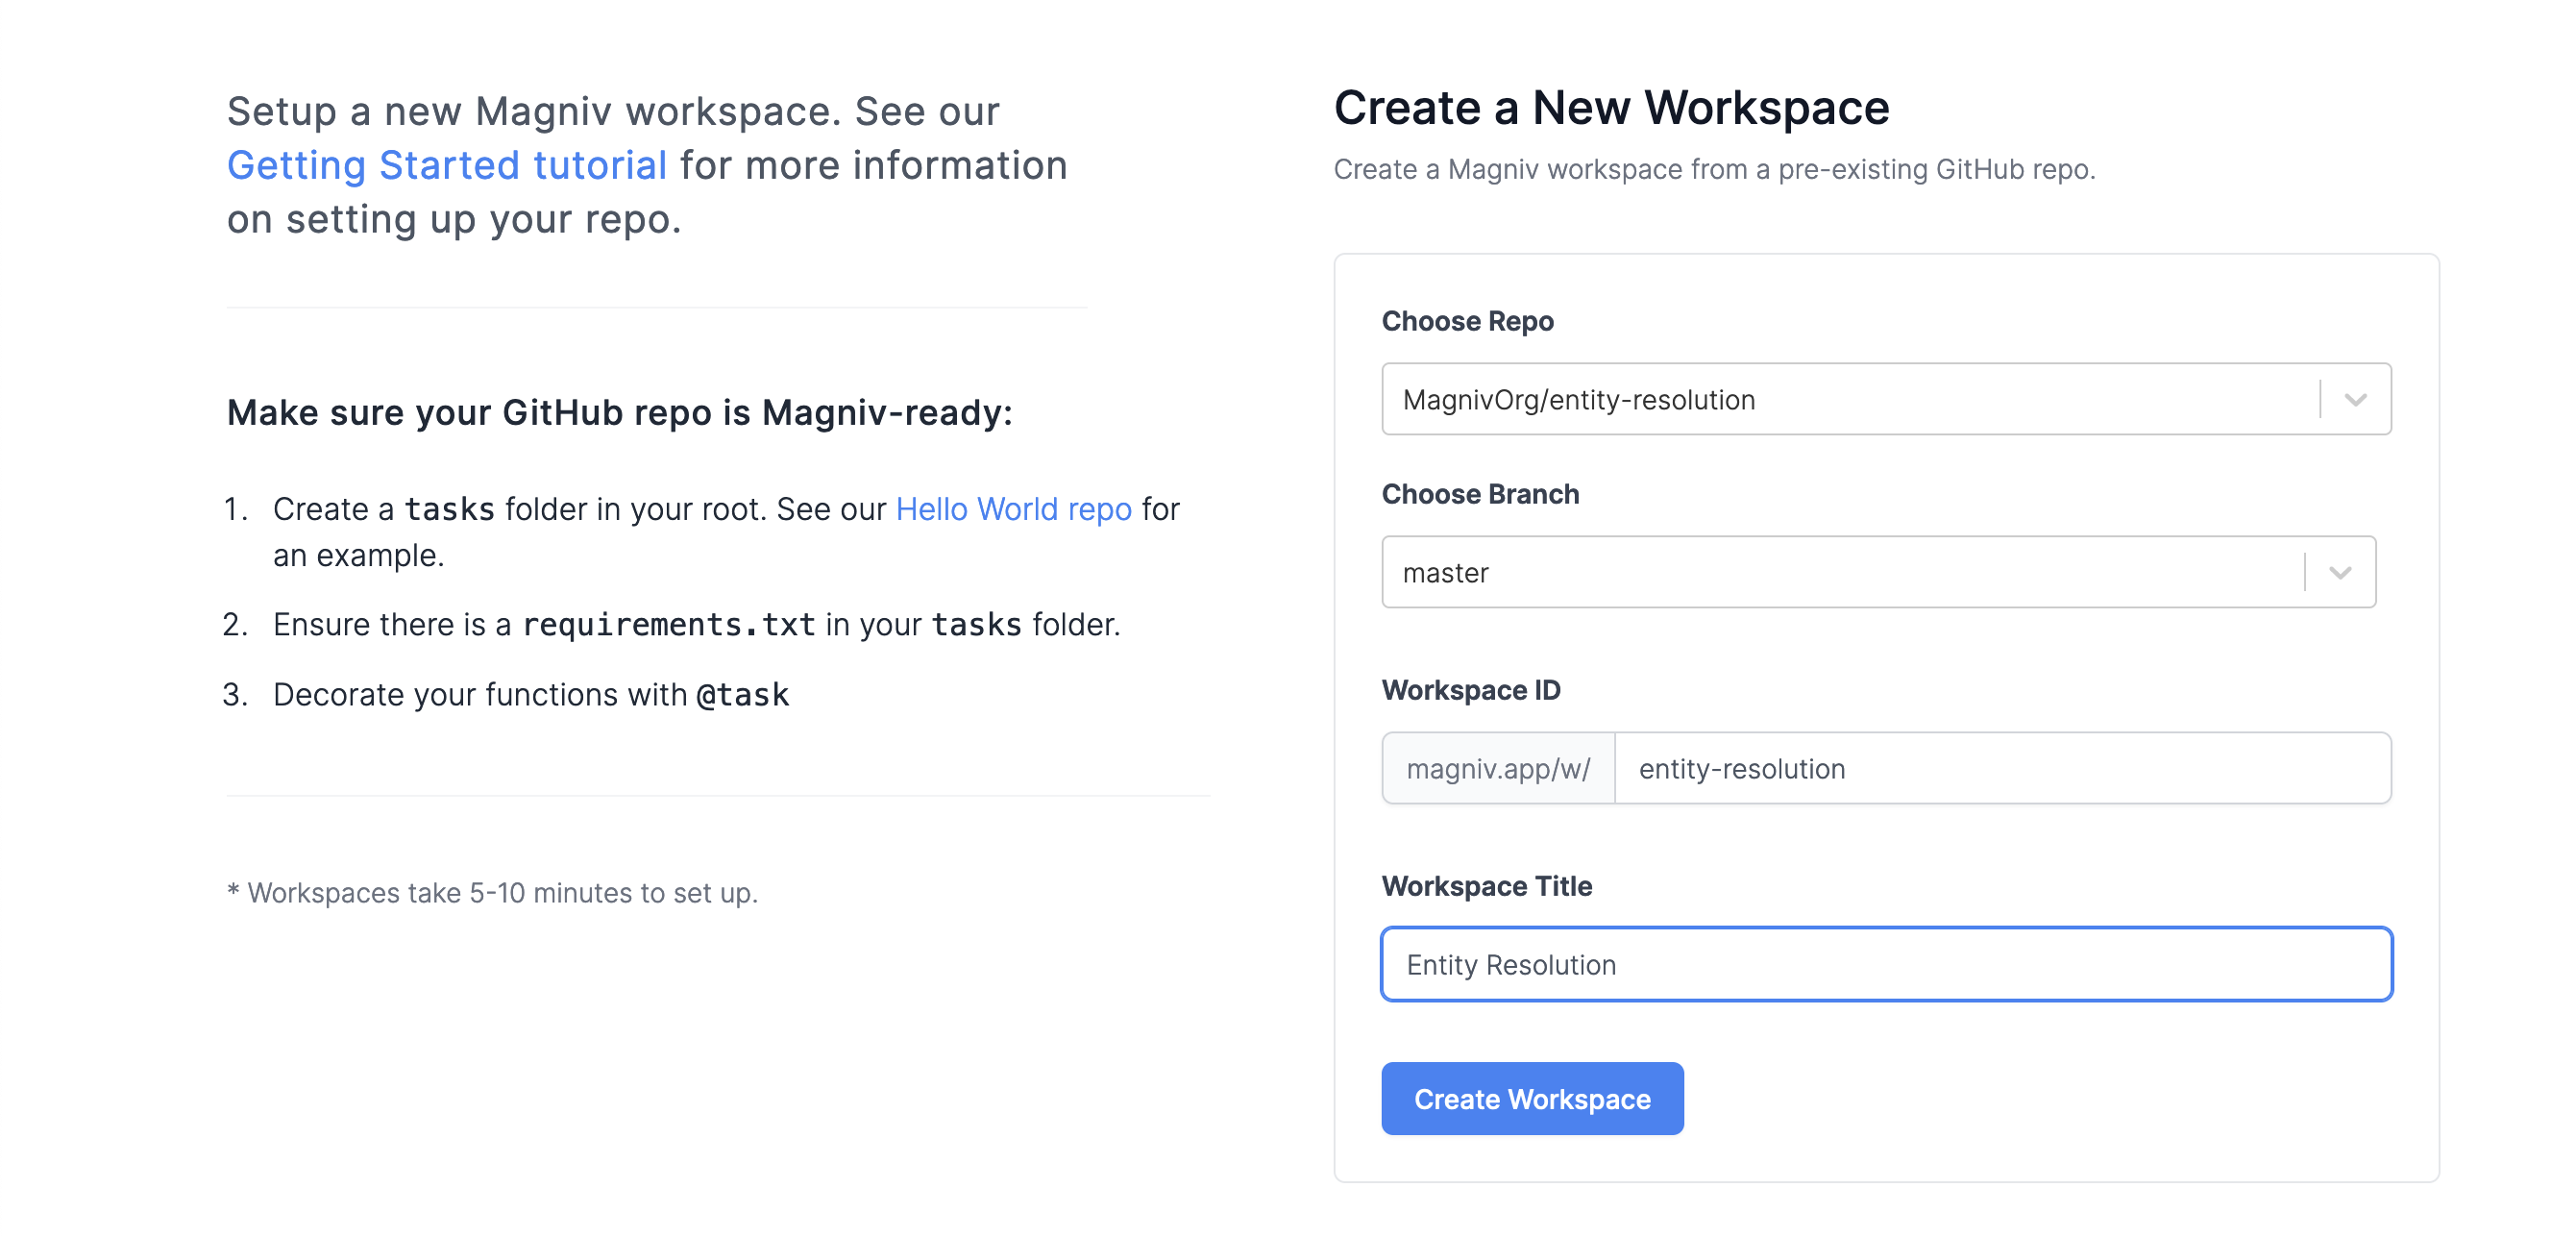 Setup a new Magniv workspace. See our
Getting Started tutorial for more information
on setting up your repo.
Make sure your GitHub repo is Magniv-ready:
1. Create a tasks folder in your root. See our Hello World repo for
an example.
2. Ensure there is a requirements.txt in your tasks folder.
3. Decorate your functions with @task
* Workspaces take 5-10 minutes to set up.
Create a New Workspace
Create a Magniv workspace from a pre-existing GitHub repo.
Choose Repo
MagnivOrg/entity-resolution
Choose Branch
master
Workspace ID
magniv.app/w/ entity-resolution
Workspace Title
Entity Resolution
Create Workspace